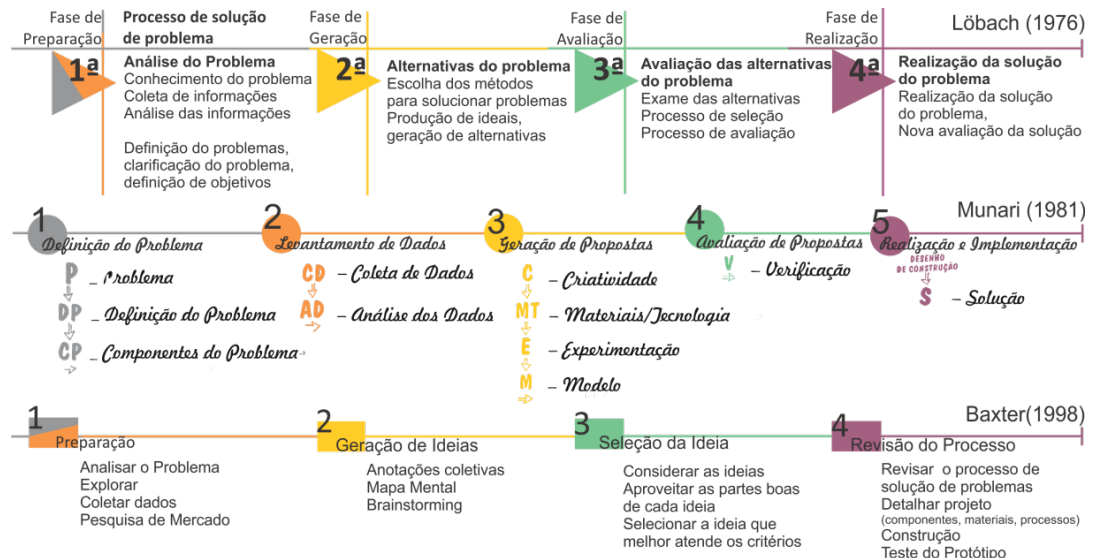 Löbach (1976)
Fase de
Preparação
Processo de solução
de problema
1ª
Análise do Problema
Conhecimento do problema
Coleta de informações
Análise das informações
Definição do problemas,
clarificação do problema,
definição de objetivos
Fase de
Geração
2ª
Alternativas do problema
Escolha dos métodos
para solucionar problemas
Produção de ideais,
geração de alternativas
Fase de
Avaliação
3ª
Avaliação das alternativas
do problema
Exame das alternativas
Processo de seleção
Processo de avaliação
Fase de
Realização
4ª
Realização da solução
do problema
Realização da solução
do problema,
Nova avaliação da solução
Munari (1981)
1
Definição do Problema
P – Problema
DP – Definição do Problema
CP – Componentes do Problema
2
Levantamento de Dados
CD – Coleta de Dados
AD – Análise dos Dados
3
Geração de Propostas
C – Criatividade
MT – Materiais/Tecnologia
E – Experimentação
M – Modelo
4
Avaliação de Propostas
V – Verificação
5
Realização e Implementação
DESENHO
DE CONSTRUÇÃO
S – Solução
Baxter(1998)
1
Preparação
Analisar o Problema
Explorar
Coletar dados
Pesquisa de Mercado
2
Geração de Ideias
Anotações coletivas
Mapa Mental
Brainstorming
3
Seleção da Ideia
Considerar as ideias
Aproveitar as partes boas
de cada ideia
Selecionar a ideia que
melhor atende os critérios
4
Revisão do Processo
Revisar o processo de
solução de problemas
Detalhar projeto
(componentes, materiais, processos)
Construção
Teste do Protótipo